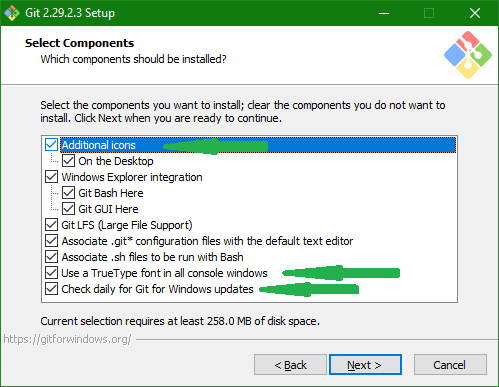 Git 2.29.2.3 Setup
Select Components
Which components should be installed?
Select the components you want to install; clear the components you do not want to
install. Click Next when you are ready to continue.
Additional icons
On the Desktop
Windows Explorer integration
Git Bash Here
Git GUI Here
Git LFS (Large File Support)
Associate .git* configuration files with the default text editor
Associate .sh files to be run with Bash
Use a TrueType font in all console windows
Check daily for Git for Windows updates
Current selection requires at least 258.0 MB of disk space.
https://gitforwindows.org/
< Back
Next >
Cancel